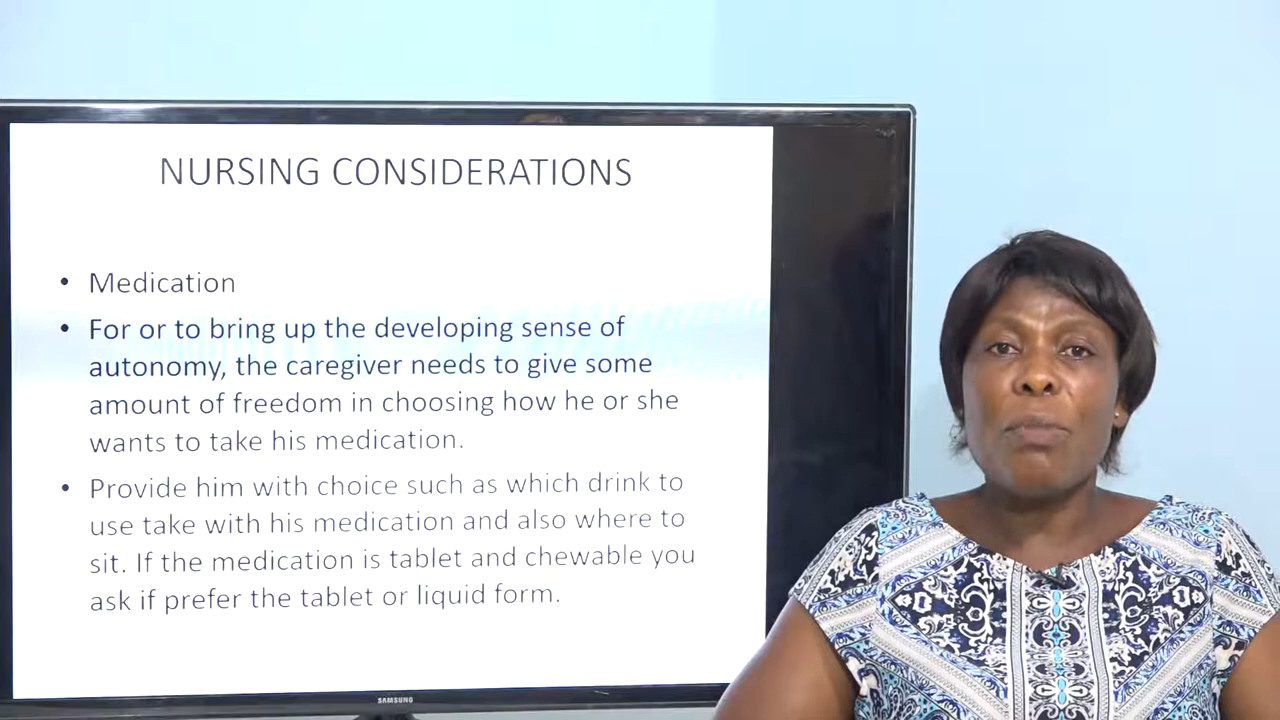 NURSING CONSIDERATIONS
• Medication
• For or to bring up the developing sense of
autonomy, the caregiver needs to give some
amount of freedom in choosing how he or she
wants to take his medication.
• Provide him with choice such as which drink to
use take with his medication and also where to
sit. If the medication is tablet and chewable you
ask if prefer the tablet or liquid form.
SAMSUNG